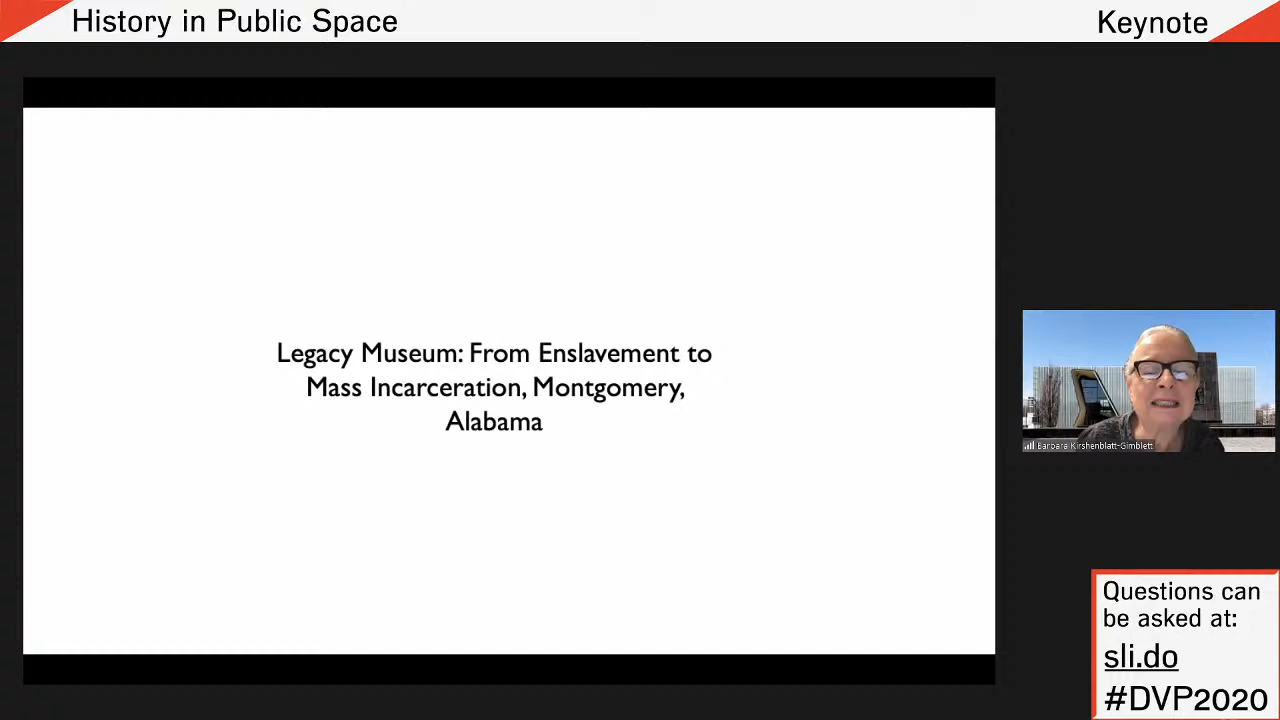 History in Public Space
Keynote
Legacy Museum: From Enslavement to
Mass Incarceration, Montgomery,
Alabama
Barbara Kirshenblatt-Gimblett
Questions can
be asked at:
sli.do
#DVP2020